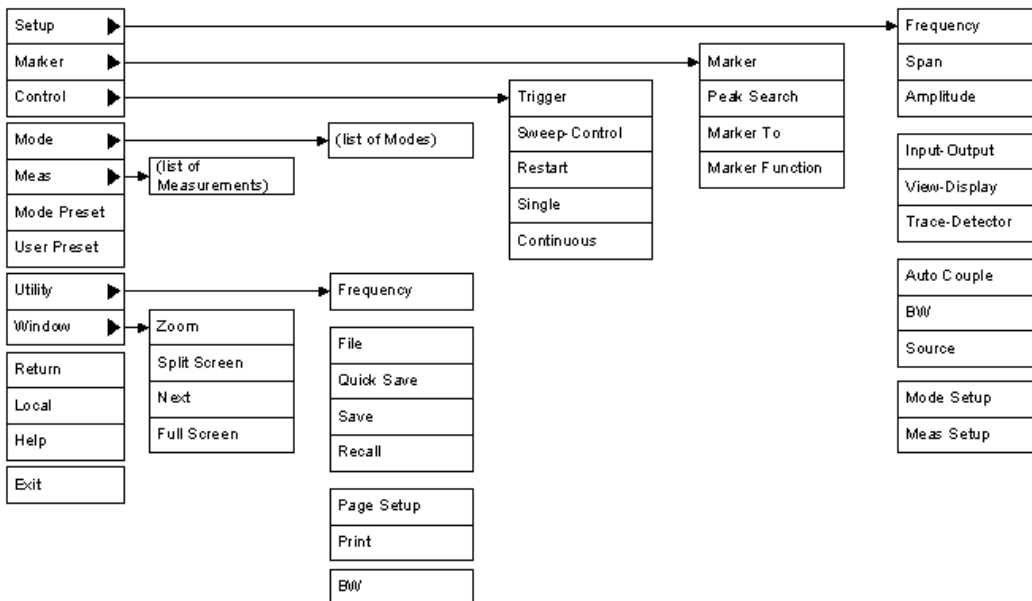 Setup
Marker
Control
Mode
Meas
Mode Preset
User Preset
Utility
Window
Return
Local
Help
Exit
(list of
Measurements)
Zoom
Split Screen
Next
Full Screen
(list of Modes)
Frequency
File
Quick Save
Save
Recall
Page Setup
Print
BW
Trigger
Sweep-Control
Restart
Single
Continuous
Marker
Peak Search
Marker To
Marker Function
Frequency
Span
Amplitude
Input-Output
View-Display
Trace-Detector
Auto Couple
BW
Source
Mode Setup
Meas Setup